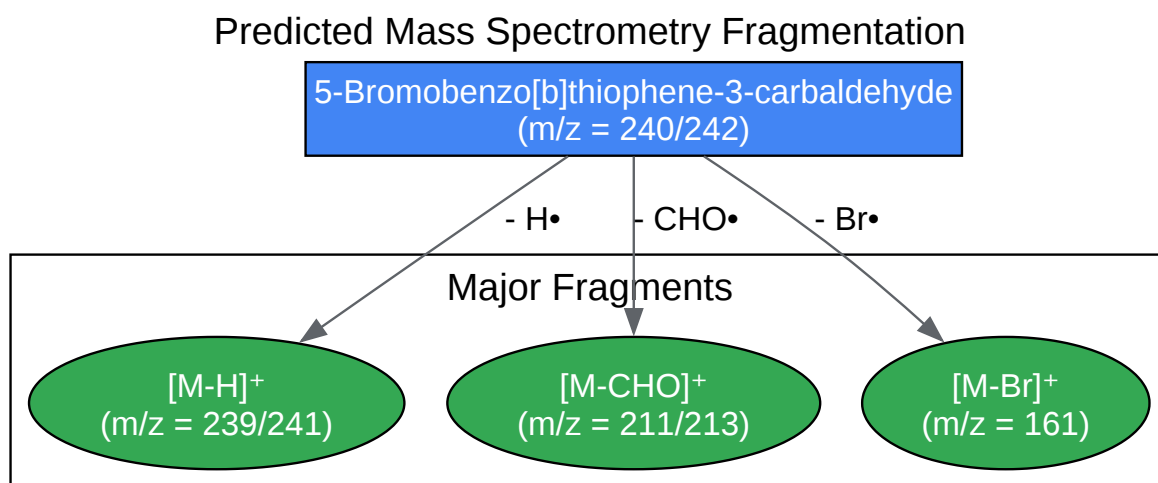 Predicted Mass Spectrometry Fragmentation
5-Bromobenzo[b]thiophene-3-carbaldehyde
(m/z = 240/242)
- H•
- CHO•
- Br•
Major Fragments
[M-H]⁺
(m/z = 239/241)
[M-CHO]⁺
(m/z = 211/213)
[M-Br]⁺
(m/z = 161)